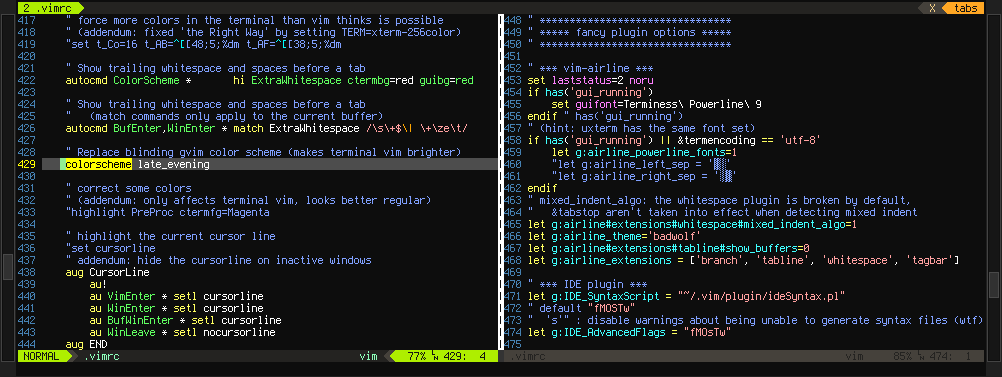 2 .vimrc
X tabs
417 " force more colors in the terminal than vim thinks is possible
418 " (addendum: fixed 'the Right Way' by setting TERM=xterm-256color)
419 "set t_Co=16 t_AB=^[[48;5;%dm t_AF=^[[38;5;%dm
420
421 " Show trailing whitespace and spaces before a tab
422 autocmd ColorScheme * hi ExtraWhitespace ctermbg=red guibg=red
423
424 " Show trailing whitespace and spaces before a tab
425 " (match commands only apply to the current buffer)
426 autocmd BufEnter,WinEnter * match ExtraWhitespace /\s\+$\| \+\ze\t/
427
428 " Replace blinding gvim color scheme (makes terminal vim brighter)
429 colorscheme late_evening
430
431 " correct some colors
432 " (addendum: only affects terminal vim, looks better regular)
433 "highlight PreProc ctermfg=Magenta
434
435 " highlight the current cursor line
436 "set cursorline
437 " addendum: hide the cursorline on inactive windows
438 aug CursorLine
439 au!
440 au VimEnter * setl cursorline
441 au WinEnter * setl cursorline
442 au BufWinEnter * setl cursorline
443 au WinLeave * setl nocursorline
444 aug END
NORMAL .vimrc vim 77% 429: 4
448 " ********************************
449 " ***** fancy plugin options *****
450 " ********************************
451
452 " *** vim-airline ***
453 set laststatus=2 noru
454 if has('gui_running')
455 set guifont=Terminess\ Powerline\ 9
456 endif " has('gui_running')
457 " (hint: uxterm has the same font set)
458 if has('gui_running') || &termencoding == 'utf-8'
459 let g:airline_powerline_fonts=1
460 "let g:airline_left_sep = '▓▒░'
461 "let g:airline_right_sep = '░▒▓'
462 endif
463 " mixed_indent_algo: the whitespace plugin is broken by default,
464 " &tabstop aren't taken into effect when detecting mixed indent
465 let g:airline#extensions#whitespace#mixed_indent_algo=1
466 let g:airline_theme='badwolf'
467 let g:airline#extensions#tabline#show_buffers=0
468 let g:airline_extensions = ['branch', 'tabline', 'whitespace', 'tagbar']
469
470 " *** IDE plugin ***
471 let g:IDE_SyntaxScript = "~/.vim/plugin/ideSyntax.pl"
472 " default "fMOSTw"
473 " 's'" : disable warnings about being unable to generate syntax files (wtf)
474 let g:IDE_AdvancedFlags = "fMOsTw"
475
.vimrc vim 85% 474: 1